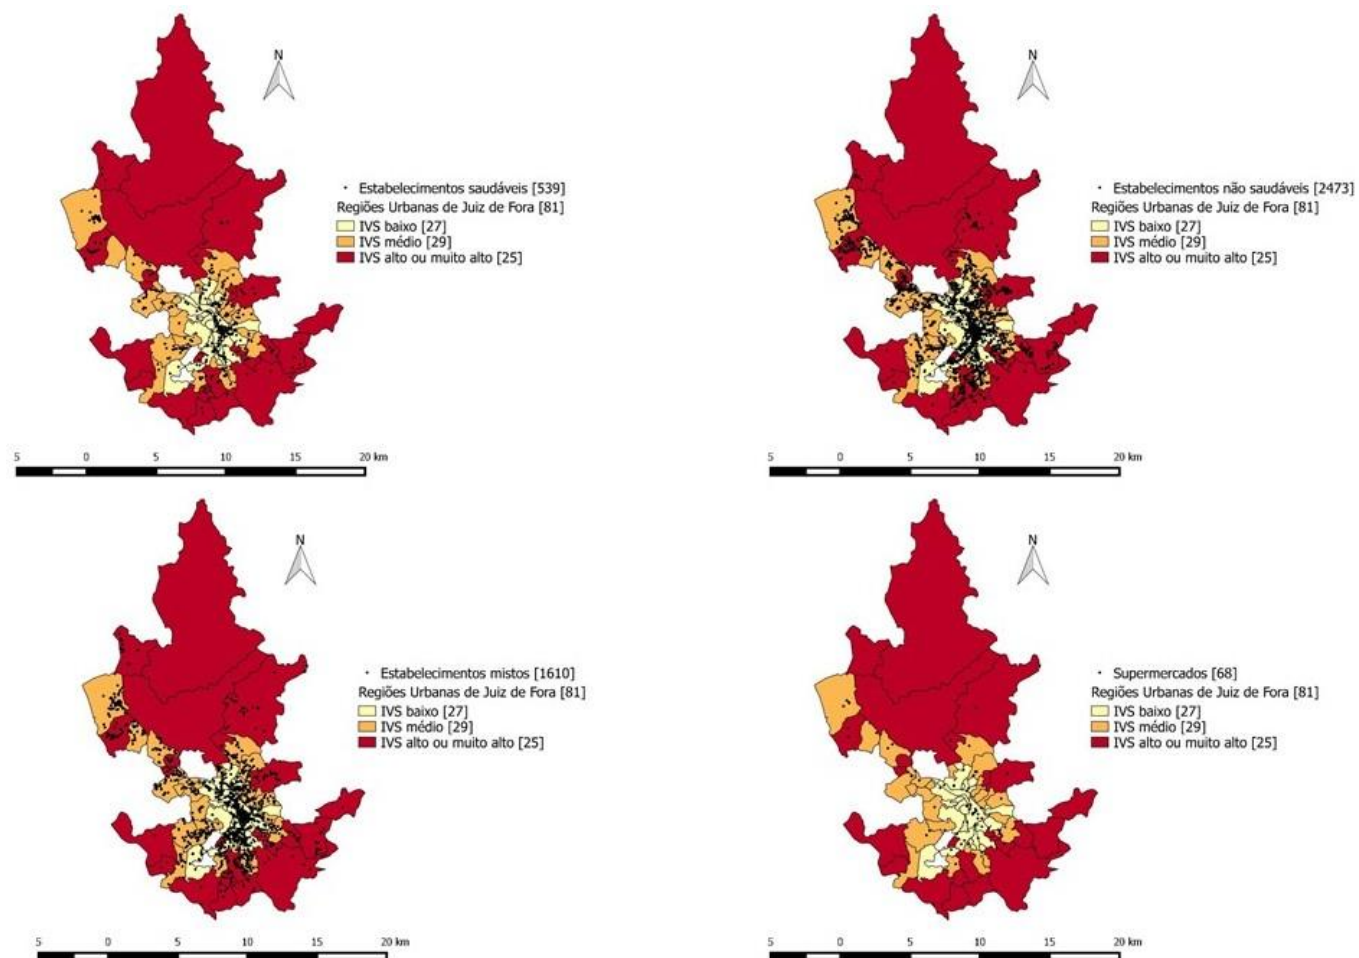 N
Estabelecimentos saudáveis [539]
Regiões Urbanas de Juiz de Fora [81]
IVS baixo [27]
IVS médio [29]
IVS alto ou muito alto [25]
5 0 5 10 15 20 km
N
Estabelecimentos não saudáveis [2473]
Regiões Urbanas de Juiz de Fora [81]
IVS baixo [27]
IVS médio [29]
IVS alto ou muito alto [25]
5 0 5 10 15 20 km
N
Estabelecimentos mistos [1610]
Regiões Urbanas de Juiz de Fora [81]
IVS baixo [27]
IVS médio [29]
IVS alto ou muito alto [25]
5 0 5 10 15 20 km
N
Supermercados [68]
Regiões Urbanas de Juiz de Fora [81]
IVS baixo [27]
IVS médio [29]
IVS alto ou muito alto [25]
5 0 5 10 15 20 km